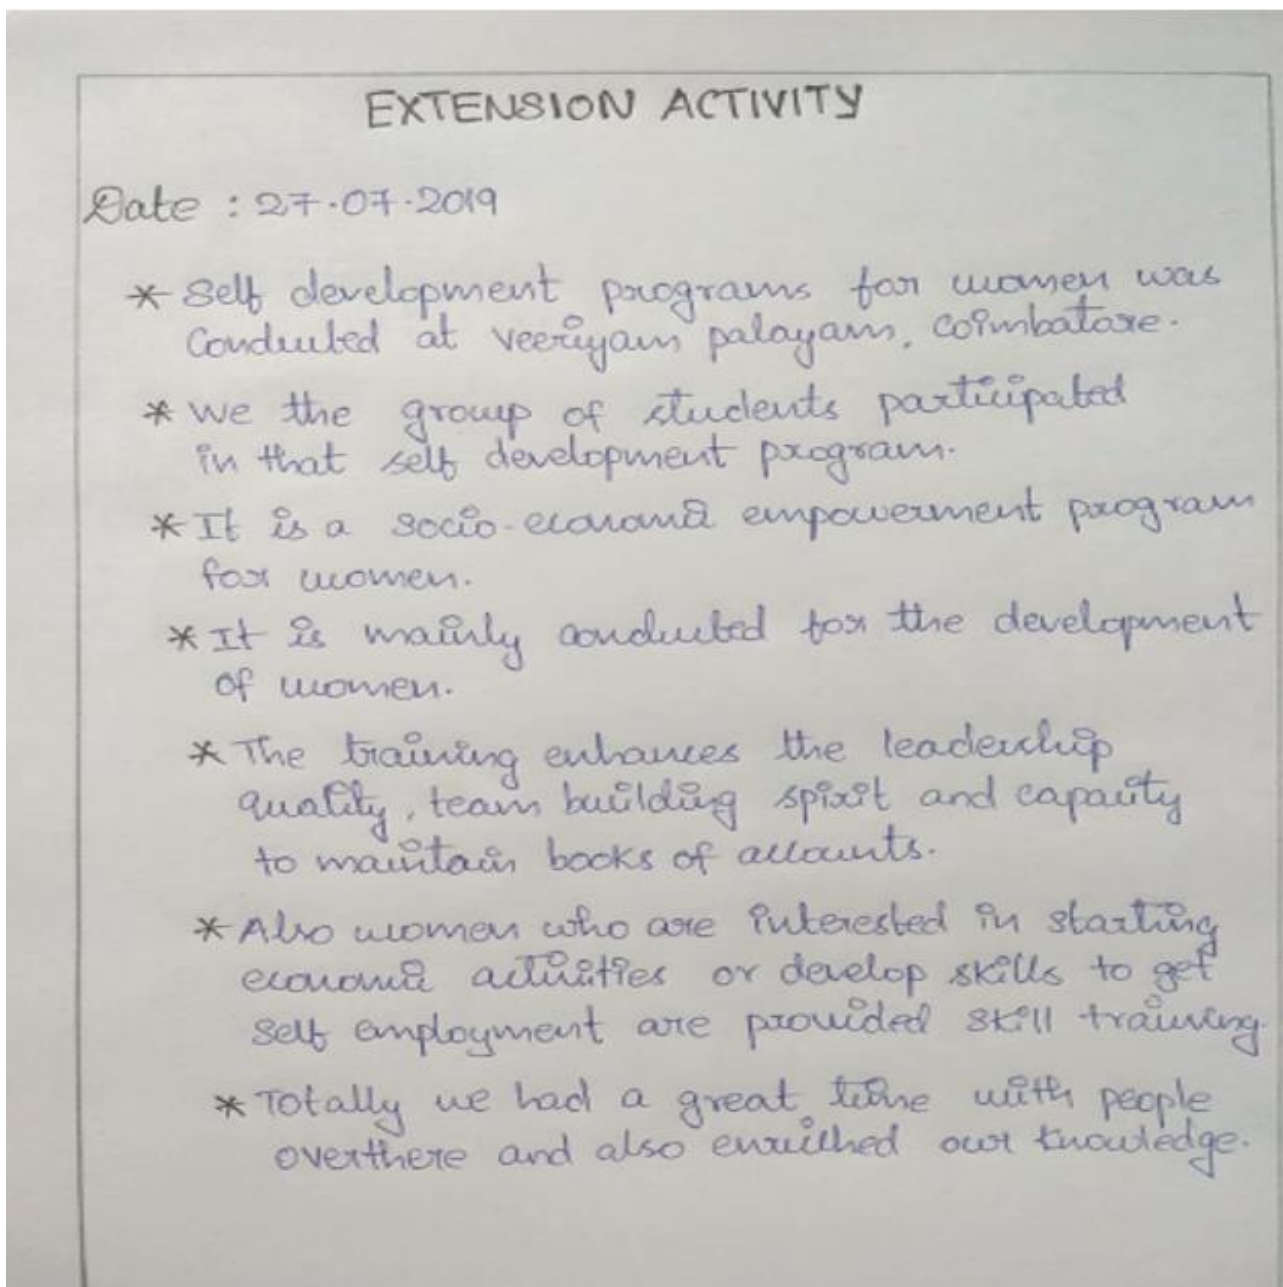 EXTENSION ACTIVITY
Date : 27.07.2019
* Self development programs for women was
Conducted at Veeriyam palayam, Coimbatore.
* We the group of students participated
in that self development program.
* It is a socio-economic empowerment program
for women.
* It is mainly conducted for the development
of women.
* The training enhances the leadership
quality, team building spirit and capacity
to maintain books of accounts.
* Also women who are interested in starting
economic activities or develop skills to get
self employment are provided skill training.
* Totally we had a great time with people
overthere and also enriched our knowledge.